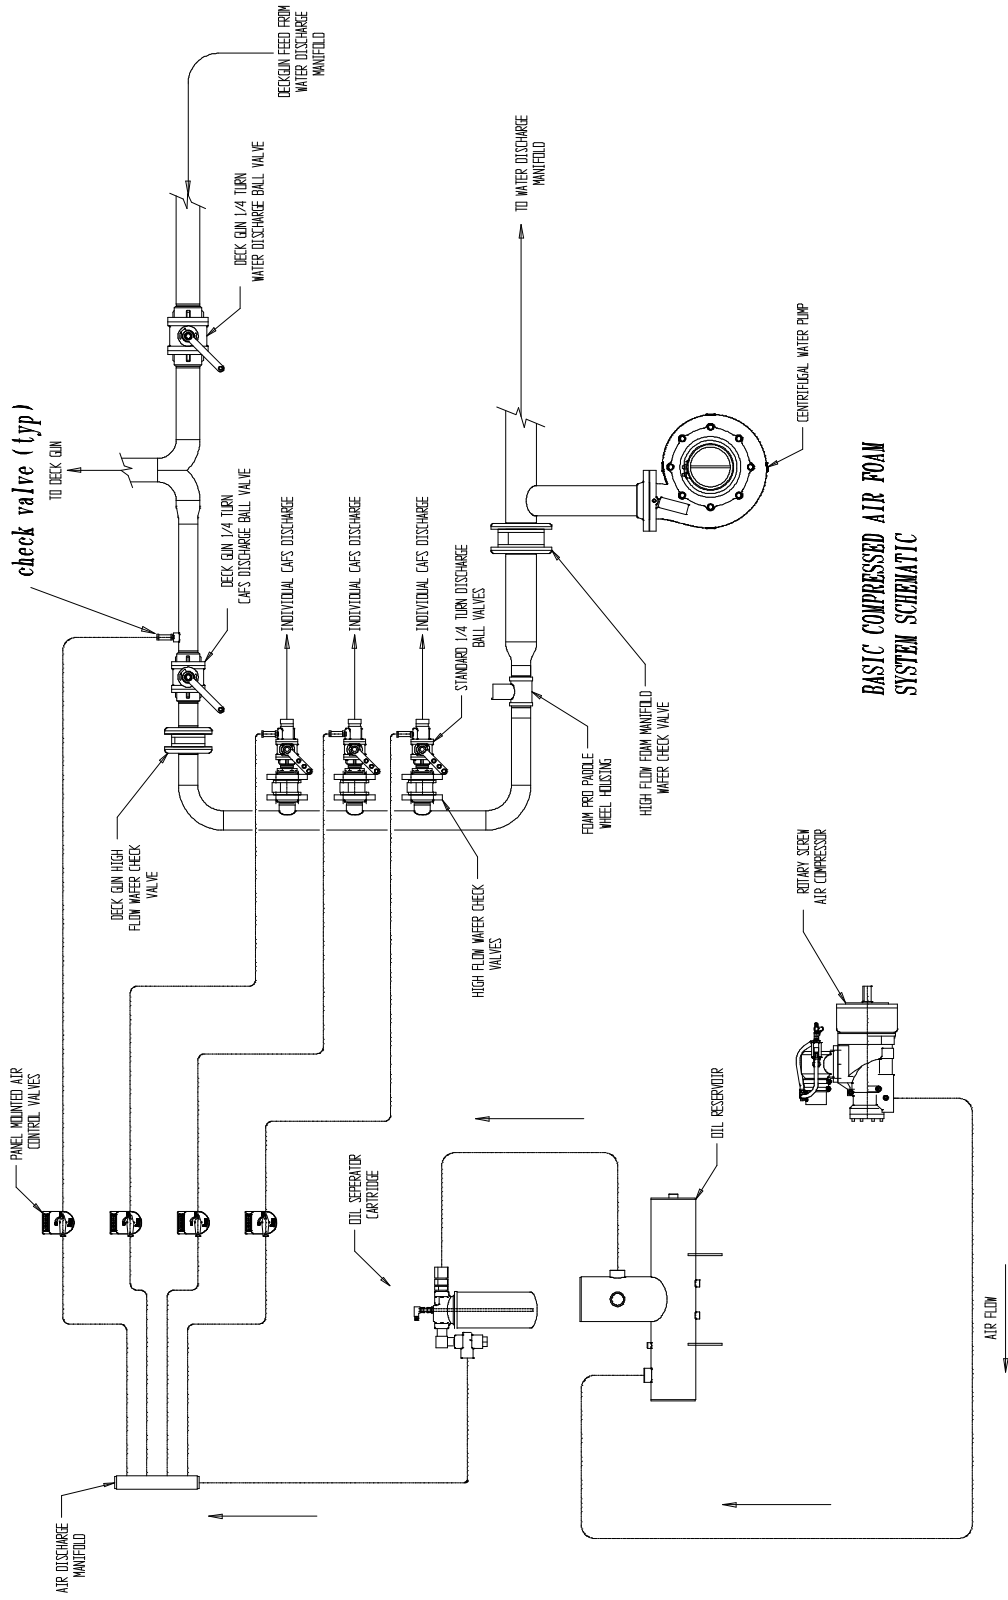 DECKGUN FEED FROM
WATER DISCHARGE
MANIFOLD
DECK GUN 1/4 TURN
WATER DISCHARGE BALL VALVE
check valve (typ)
TO DECK GUN
DECK GUN 1/4 TURN
CAFS DISCHARGE BALL VALVE
INDIVIDUAL CAFS DISCHARGE
INDIVIDUAL CAFS DISCHARGE
INDIVIDUAL CAFS DISCHARGE
STANDARD 1/4 TURN DISCHARGE
BALL VALVES
TO WATER DISCHARGE
MANIFOLD
CENTRIFUGAL WATER PUMP
HIGH FLOW FOAM MANIFOLD
WAFER CHECK VALVE
FOAM PRO PADDLE
WHEEL HOUSING
DECK GUN HIGH
FLOW WAFER CHECK
VALVE
HIGH FLOW WAFER CHECK
VALVES
PANEL MOUNTED AIR
CONTROL VALVES
OIL SEPERATOR
CARTRIDGE
OIL RESERVOIR
ROTARY SCREW
AIR COMPRESSOR
AIR DISCHARGE
MANIFOLD
AIR FLOW
BASIC COMPRESSED AIR FOAM
SYSTEM SCHEMATIC